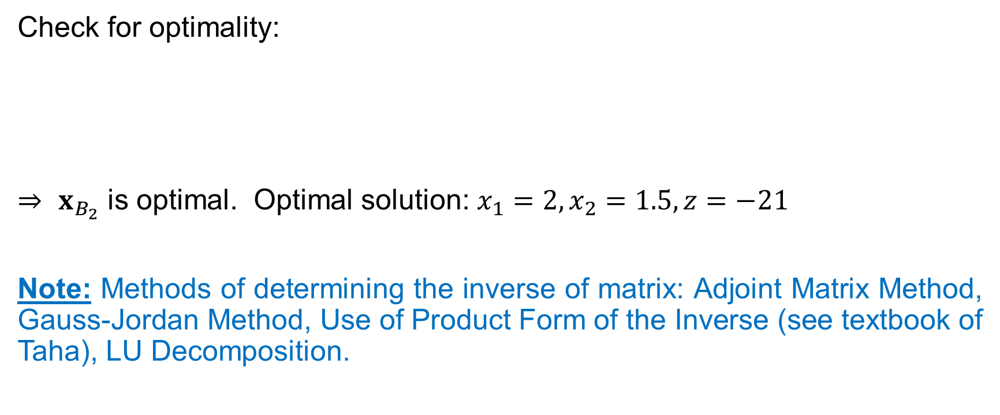 Check for optimality:
⇒ 𝐱_{B_2} is optimal. Optimal solution: x_1 = 2, x_2 = 1.5, z = −21
Note: Methods of determining the inverse of matrix: Adjoint Matrix Method,
Gauss-Jordan Method, Use of Product Form of the Inverse (see textbook of
Taha), LU Decomposition.